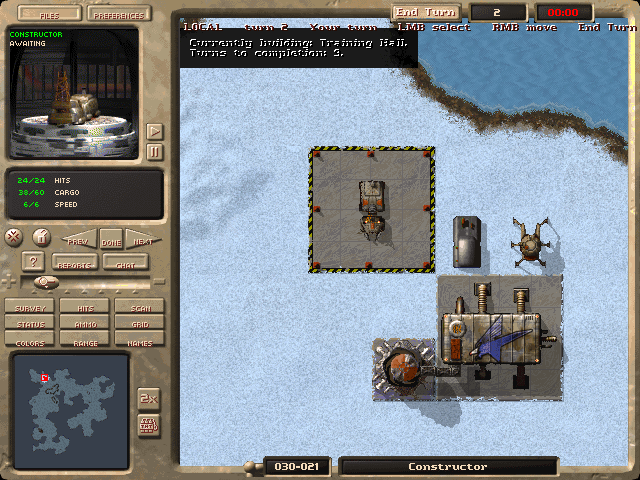 FILES
PREFERENCES
End Turn
2
00:00
LOCAL turn 2 Your turn LMB select RMB move End Turn
CONSTRUCTOR
AWAITING
Currently building: Training Hall.
Turns to completion: 3.
24/24 HITS
38/60 CARGO
6/6 SPEED
PREV
DONE
NEXT
?
REPORTS
CHAT
SURVEY
HITS
SCAN
STATUS
AMMO
GRID
COLORS
RANGE
NAMES
2x
030-021
Constructor